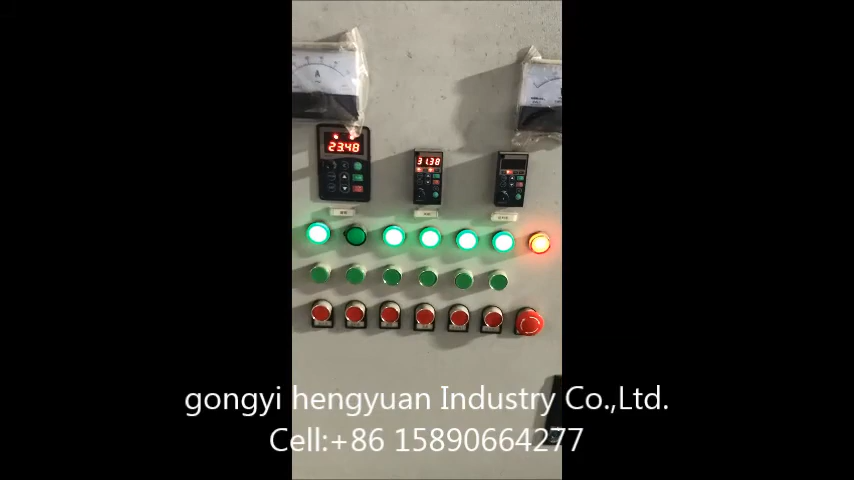 A
23.48
31.38
gongyi hengyuan Industry Co.,Ltd.
Cell:+86 15890664277